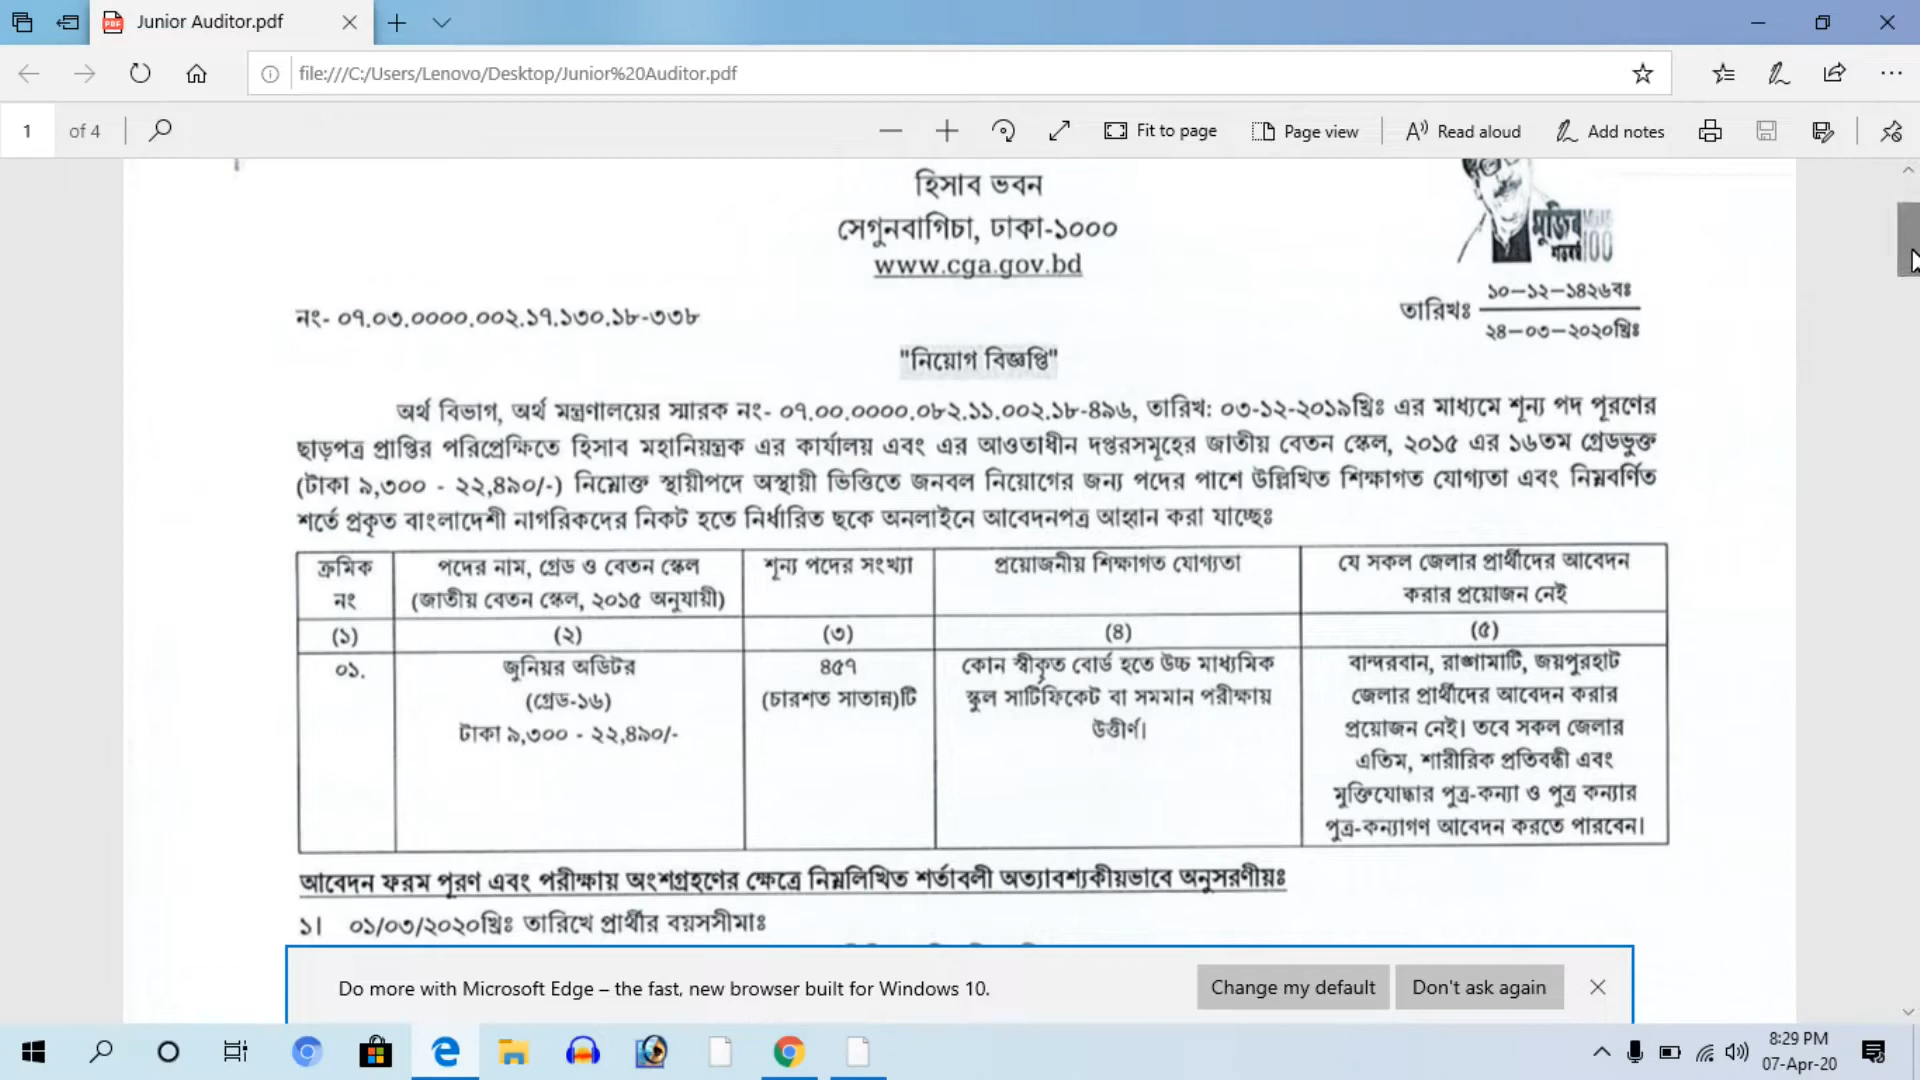 Junior Auditor.pdf
file:///C:/Users/Lenovo/Desktop/Junior%20Auditor.pdf
1 of 4 Fit to page Page view Read aloud Add notes
হিসাব ভবন
সেগুনবাগিচা, ঢাকা-১০০০
www.cga.gov.bd
মুজিব
শতবর্ষ 100
নং- ০৭.০৩.০০০০.০০২.১৭.১৩০.১৮-৩৩৮
তারিখঃ ১০-১২-১৪২৬বঃ
২৪-০৩-২০২০খ্রিঃ
"নিয়োগ বিজ্ঞপ্তি"
অর্থ বিভাগ, অর্থ মন্ত্রণালয়ের স্মারক নং- ০৭.০০.০০০০.০৮২.১১.০০২.১৮-৪৯৬, তারিখ: ০৩-১২-২০১৯খ্রিঃ এর মাধ্যমে শূন্য পদ পূরণের
ছাড়পত্র প্রাপ্তির পরিপ্রেক্ষিতে হিসাব মহানিয়ন্ত্রক এর কার্যালয় এবং এর আওতাধীন দপ্তরসমূহের জাতীয় বেতন স্কেল, ২০১৫ এর ১৬তম গ্রেডভুক্ত
(টাকা ৯,৩০০ - ২২,৪৯০/-) নিম্নোক্ত স্থায়ীপদে অস্থায়ী ভিত্তিতে জনবল নিয়োগের জন্য পদের পাশে উল্লিখিত শিক্ষাগত যোগ্যতা এবং নিম্নবর্ণিত
শর্তে প্রকৃত বাংলাদেশী নাগরিকদের নিকট হতে নির্ধারিত ছকে অনলাইনে আবেদনপত্র আহ্বান করা যাচ্ছেঃ
ক্রমিক নং
পদের নাম, গ্রেড ও বেতন স্কেল
(জাতীয় বেতন স্কেল, ২০১৫ অনুযায়ী)
শূন্য পদের সংখ্যা
প্রয়োজনীয় শিক্ষাগত যোগ্যতা
যে সকল জেলার প্রার্থীদের আবেদন
করার প্রয়োজন নেই
(১) (২) (৩) (৪) (৫)
০১.
জুনিয়র অডিটর
(গ্রেড-১৬)
টাকা ৯,৩০০ - ২২,৪৯০/-
৪৫৭
(চারশত সাতান্ন)টি
কোন স্বীকৃত বোর্ড হতে উচ্চ মাধ্যমিক
স্কুল সার্টিফিকেট বা সমমান পরীক্ষায়
উত্তীর্ণ।
বান্দরবান, রাঙ্গামাটি, জয়পুরহাট
জেলার প্রার্থীদের আবেদন করার
প্রয়োজন নেই। তবে সকল জেলার
এতিম, শারীরিক প্রতিবন্ধী এবং
মুক্তিযোদ্ধার পুত্র-কন্যা ও পুত্র কন্যার
পুত্র-কন্যাগণ আবেদন করতে পারবেন।
আবেদন ফরম পূরণ এবং পরীক্ষায় অংশগ্রহণের ক্ষেত্রে নিম্নলিখিত শর্তাবলী অত্যাবশ্যকীয়ভাবে অনুসরণীয়ঃ
১। ০১/০৩/২০২০খ্রিঃ তারিখে প্রার্থীর বয়সসীমাঃ
Do more with Microsoft Edge – the fast, new browser built for Windows 10. Change my default Don't ask again
8:29 PM
07-Apr-20